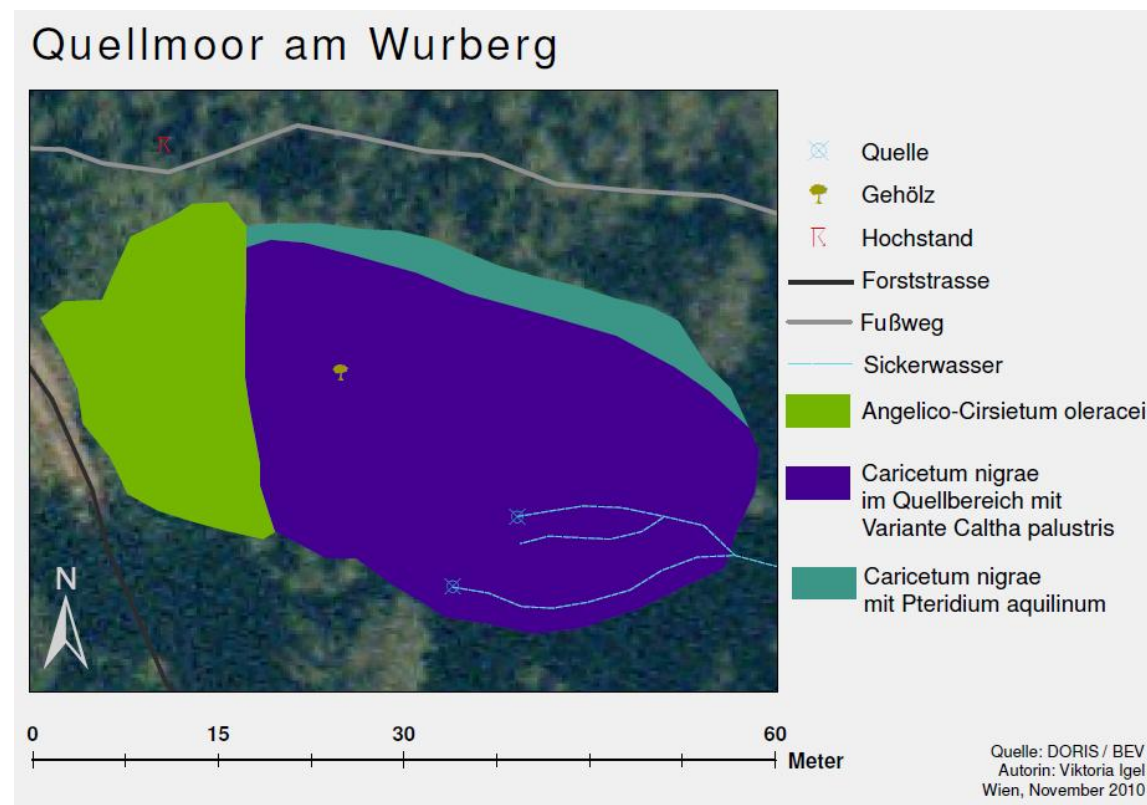 Quellmoor am Wurberg
Quelle
Gehölz
Hochstand
Forststrasse
Fußweg
Sickerwasser
Angelico-Cirsietum oleracei
Caricetum nigrae
im Quellbereich mit
Variante Caltha palustris
Caricetum nigrae
mit Pteridium aquilinum
N
0 15 30 60
Meter
Quelle: DORIS / BEV
Autorin: Viktoria Igel
Wien, November 2010